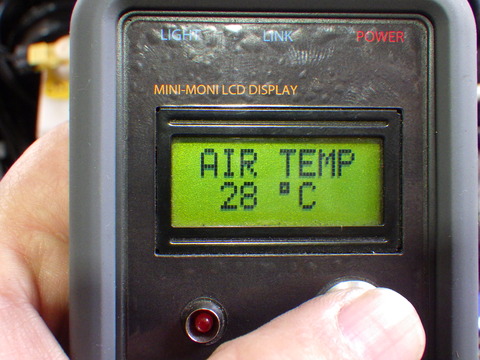 LIGHT LINK POWER
MINI-MONI LCD DISPLAY
AIR TEMP
28 °C